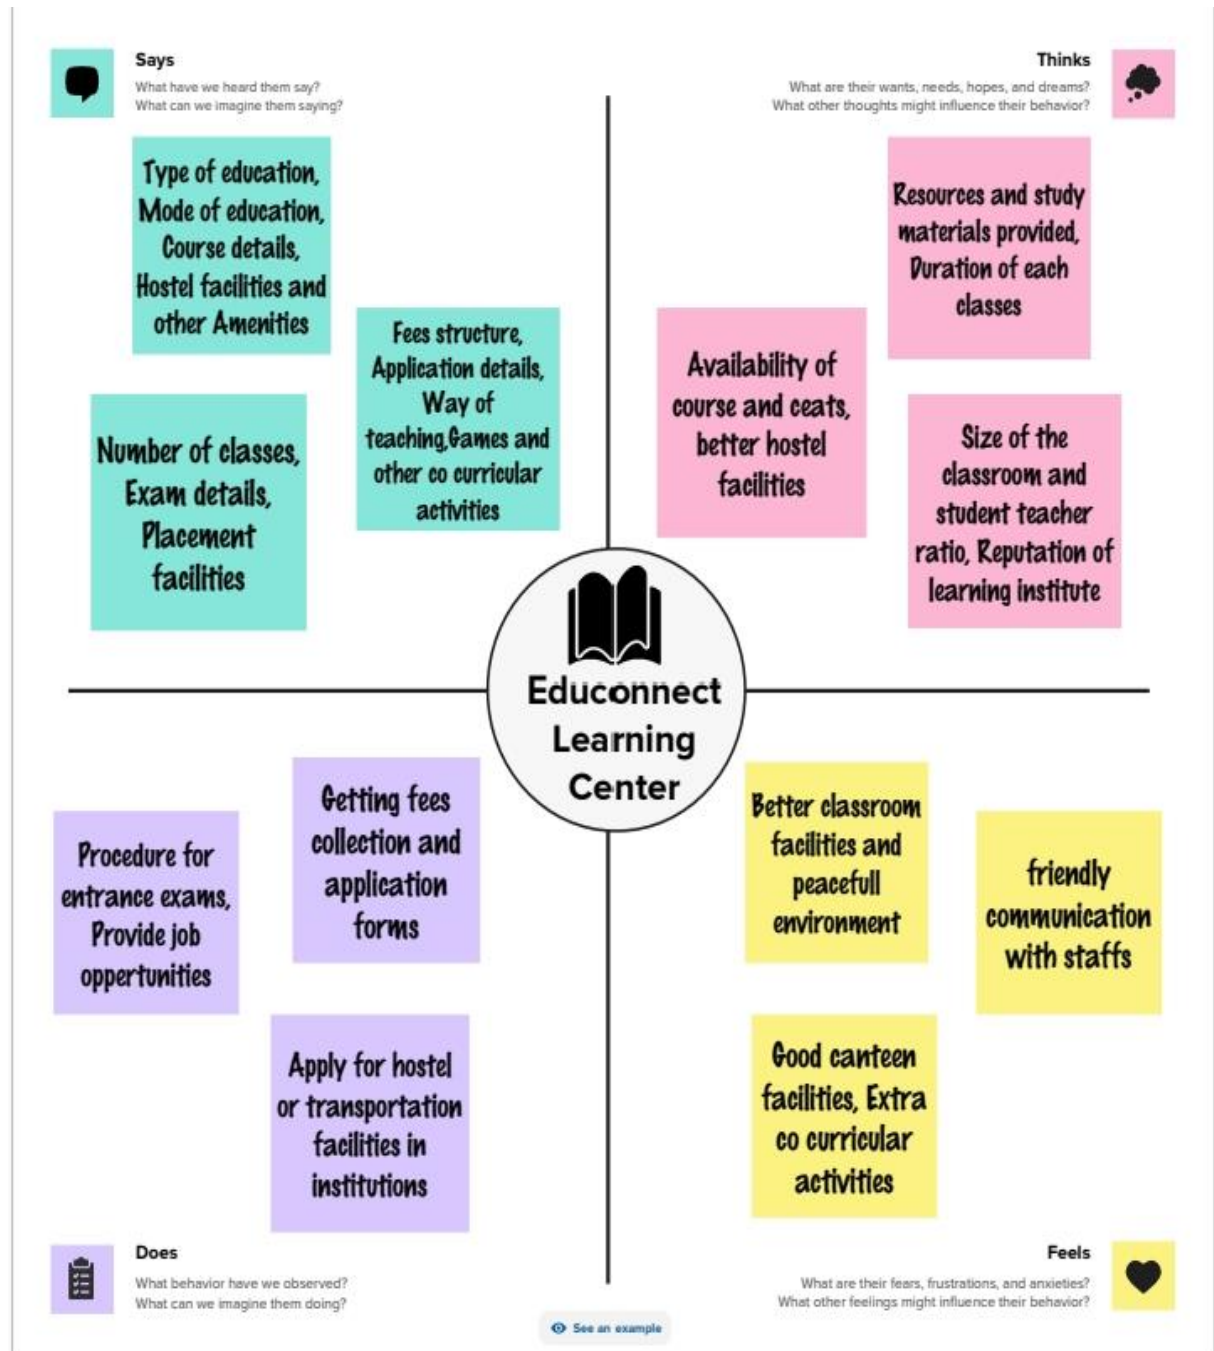 Says
What have we heard them say?
What can we imagine them saying?
Type of education,
Mode of education,
Course details,
Hostel facilities and
other Amenities
Fees structure,
Application details,
Way of
teaching,Games and
other co curricular
activities
Number of classes,
Exam details,
Placement
facilities
Thinks
What are their wants, needs, hopes, and dreams?
What other thoughts might influence their behavior?
Resources and study
materials provided,
Duration of each
classes
Availability of
course and ceats,
better hostel
facilities
Size of the
classroom and
student teacher
ratio, Reputation of
learning institute
Educonnect
Learning
Center
Getting fees
collection and
application
forms
Procedure for
entrance exams,
Provide job
oppertunities
Apply for hostel
or transportation
facilities in
institutions
Does
What behavior have we observed?
What can we imagine them doing?
Better classroom
facilities and
peacefull
environment
friendly
communication
with staffs
Good canteen
facilities, Extra
co curricular
activities
Feels
What are their fears, frustrations, and anxieties?
What other feelings might influence their behavior?
See an example